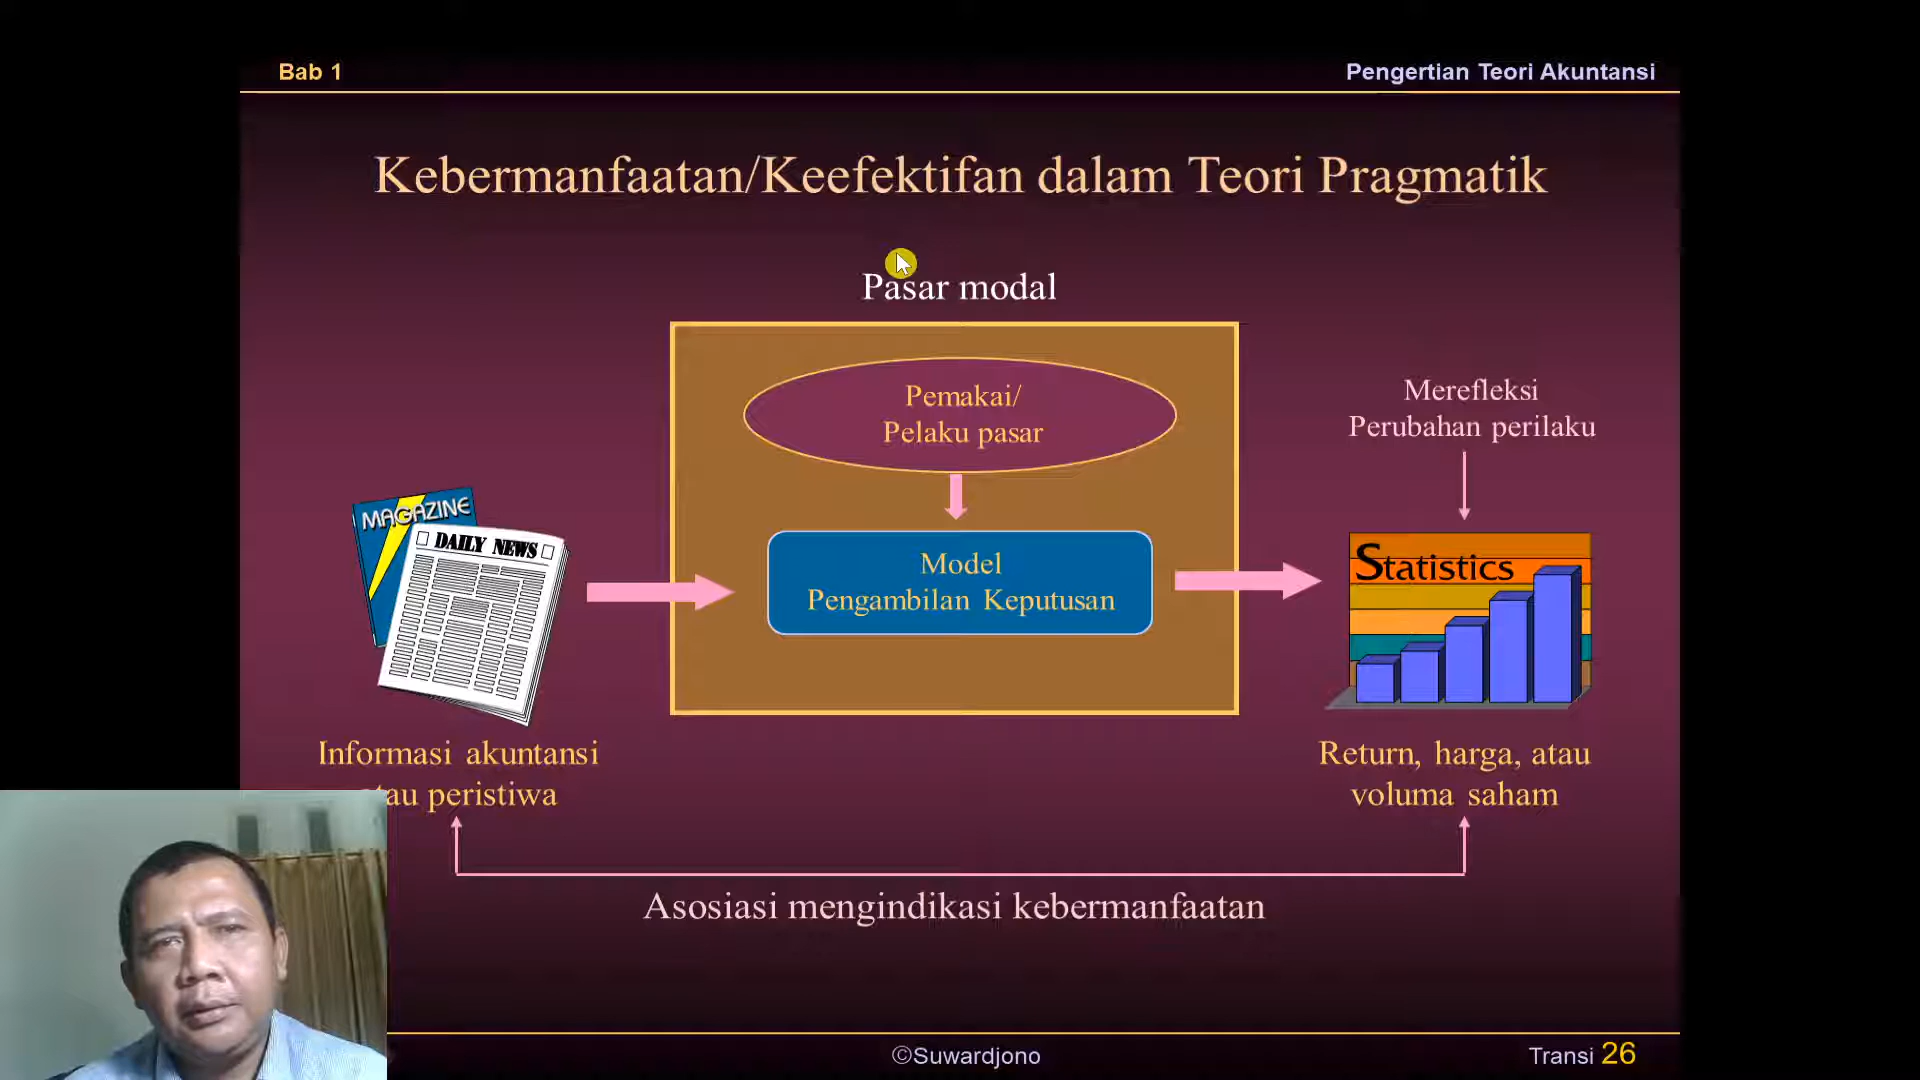 Bab 1
Pengertian Teori Akuntansi
Kebermanfaatan/Keefektifan dalam Teori Pragmatik
Pasar modal
Pemakai/
Pelaku pasar
Model
Pengambilan Keputusan
Merefleksi
Perubahan perilaku
MAGAZINE
DAILY NEWS
Statistics
Informasi akuntansi
atau peristiwa
Return, harga, atau
voluma saham
Asosiasi mengindikasi kebermanfaatan
©Suwardjono
Transi 26